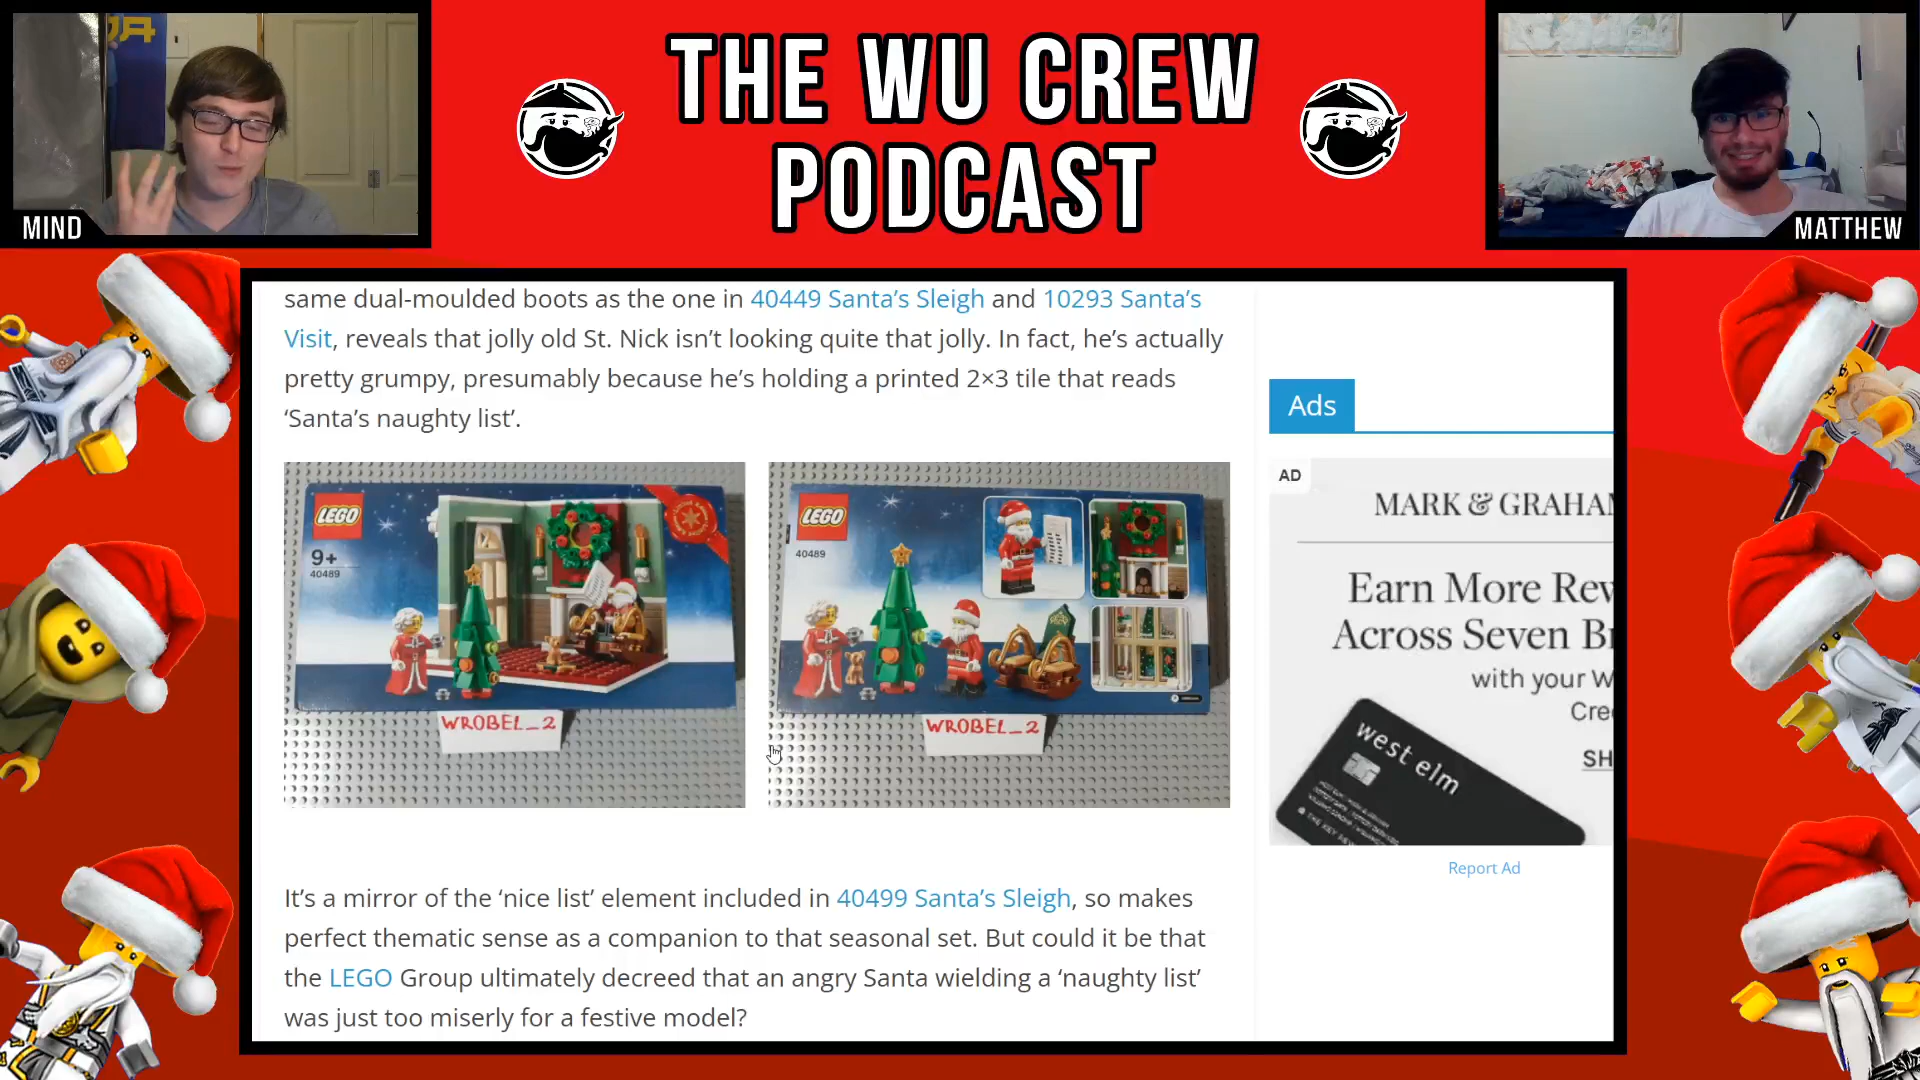 THE WU CREW
PODCAST
MIND
MATTHEW
same dual-moulded boots as the one in 40449 Santa’s Sleigh and 10293 Santa’s
Visit, reveals that jolly old St. Nick isn’t looking quite that jolly. In fact, he’s actually
pretty grumpy, presumably because he’s holding a printed 2×3 tile that reads
‘Santa’s naughty list’.
LEGO
9+
40489
WROBEL_2
LEGO
40489
WROBEL_2
It’s a mirror of the ‘nice list’ element included in 40499 Santa’s Sleigh, so makes
perfect thematic sense as a companion to that seasonal set. But could it be that
the LEGO Group ultimately decreed that an angry Santa wielding a ‘naughty list’
was just too miserly for a festive model?
Ads
AD
MARK & GRAHAM
Earn More Rew
Across Seven Br
with your W
Cre
SH
west elm
Report Ad